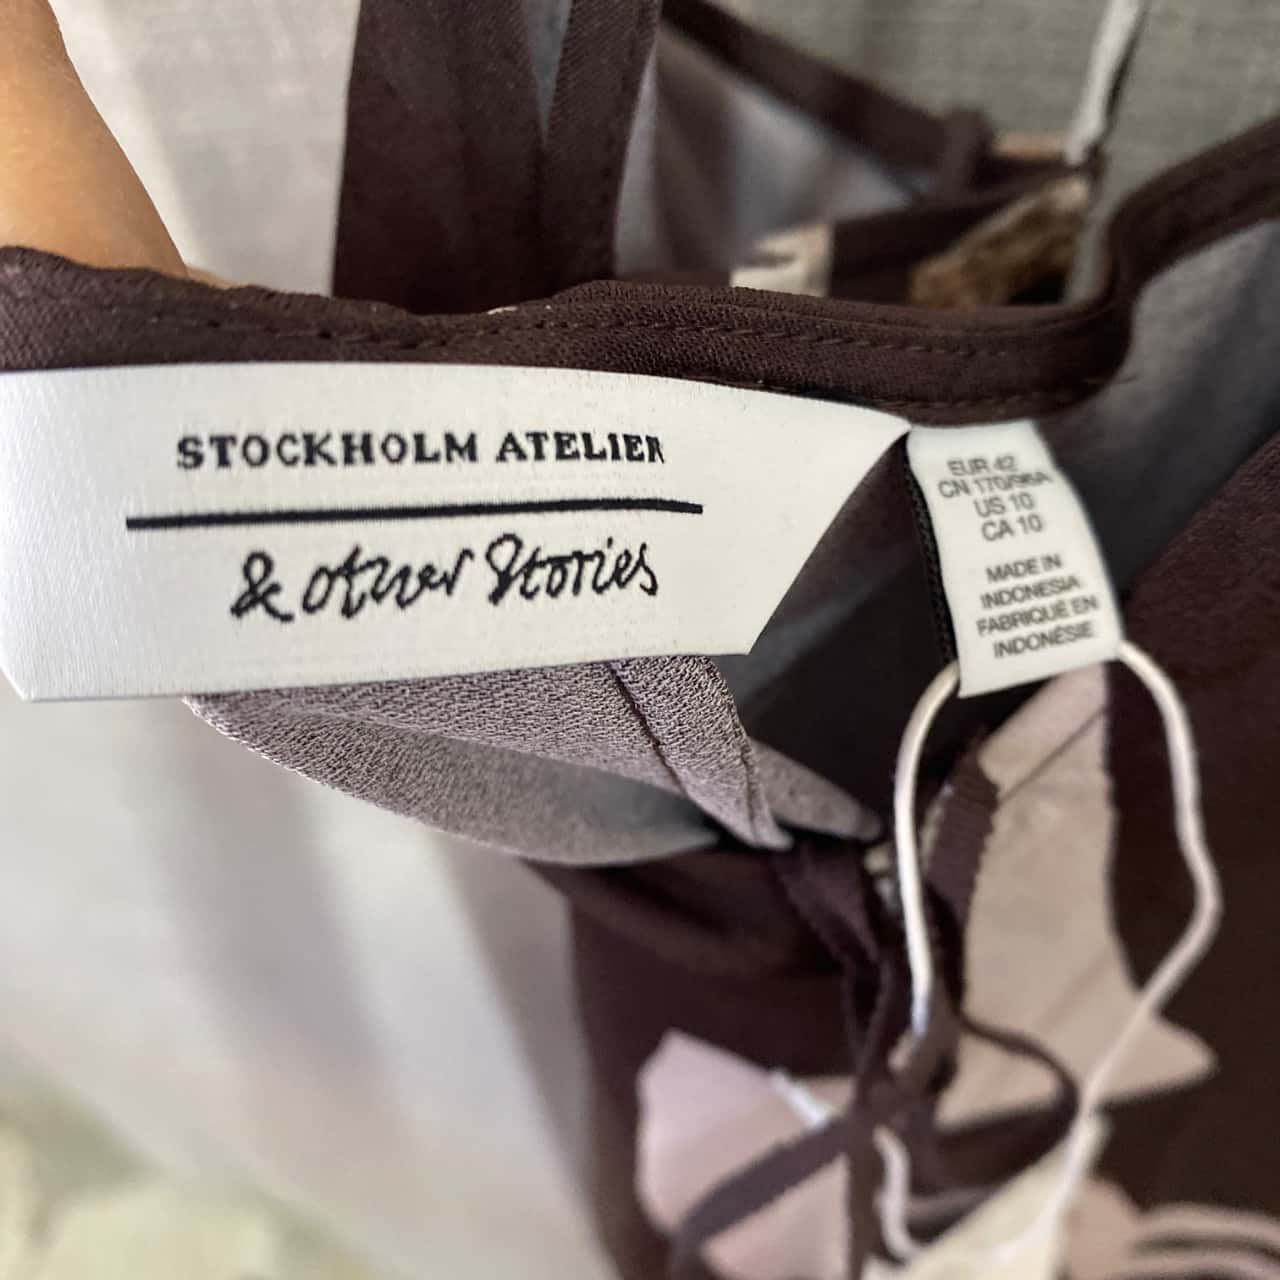 STOCKHOLM ATELIER
& other Stories
EUR 42
CN 170/96A
US 10
CA 10
MADE IN
INDONESIA
FABRIQUÉ EN
INDONÉSIE